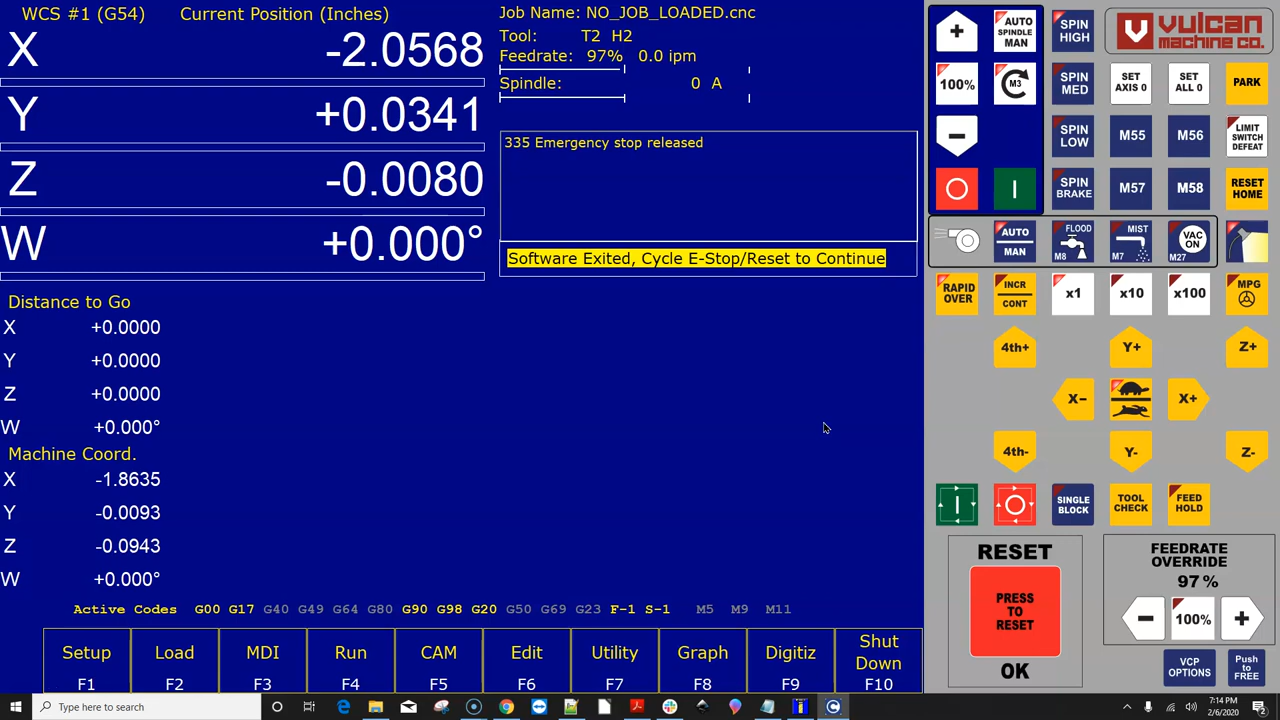 WCS #1 (G54) Current Position (Inches)
X -2.0568
Y +0.0341
Z -0.0080
W +0.000°
Distance to Go
X +0.0000
Y +0.0000
Z +0.0000
W +0.000°
Machine Coord.
X -1.8635
Y -0.0093
Z -0.0943
W +0.000°
Job Name: NO_JOB_LOADED.cnc
Tool: T2 H2
Feedrate: 97% 0.0 ipm
Spindle: 0 A
335 Emergency stop released
Software Exited, Cycle E-Stop/Reset to Continue
Active Codes G00 G17 G40 G49 G64 G80 G90 G98 G20 G50 G69 G23 F-1 S-1 M5 M9 M11
Setup Load MDI Run CAM Edit Utility Graph Digitiz Shut Down
F1 F2 F3 F4 F5 F6 F7 F8 F9 F10
+ AUTO SPINDLE MAN SPIN HIGH vulcan machine co.
100% M3 SPIN MED SET AXIS 0 SET ALL 0 PARK
- SPIN LOW M55 M56 LIMIT SWITCH DEFEAT
SPIN BRAKE M57 M58 RESET HOME
AUTO MAN FLOOD M8 MIST M7 VAC ON M27
RAPID OVER INCR CONT x1 x10 x100 MPG
4th+ Y+ Z+
X- X+
4th- Y- Z-
SINGLE BLOCK TOOL CHECK FEED HOLD
RESET
PRESS TO RESET
OK
FEEDRATE OVERRIDE
97 %
- 100% +
VCP OPTIONS Push to FREE
Type here to search
7:14 PM
2/6/2020